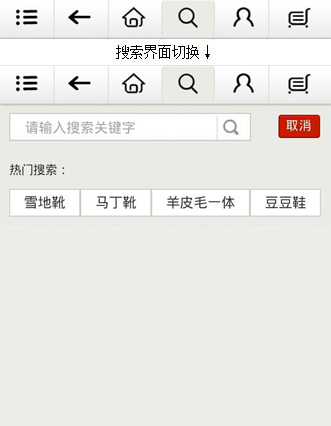 搜索界面切换↓
请输入搜索关键字
取消
热门搜索：
雪地靴 马丁靴 羊皮毛一体 豆豆鞋